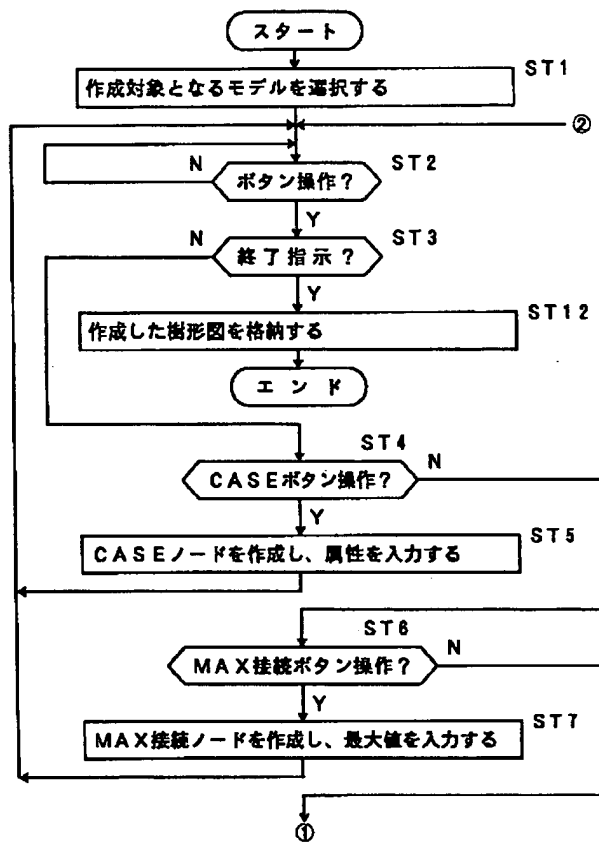 スタート
ST1
作成対象となるモデルを選択する
②
N
ST2
ボタン操作?
Y
N
ST3
終了指示?
Y
ST12
作成した樹形図を格納する
エンド
ST4
CASEボタン操作?
N
Y
ST5
CASEノードを作成し、属性を入力する
ST6
MAX接続ボタン操作?
N
Y
ST7
MAX接続ノードを作成し、最大値を入力する
①